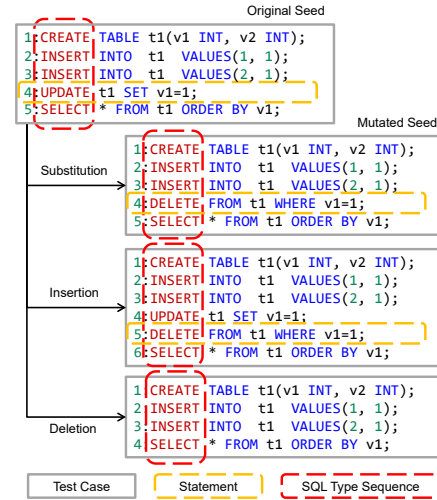 Original Seed
1:CREATE TABLE t1(v1 INT, v2 INT);
2:INSERT INTO t1 VALUES(1, 1);
3:INSERT INTO t1 VALUES(2, 1);
4:UPDATE t1 SET v1=1;
5:SELECT * FROM t1 ORDER BY v1;
Mutated Seed
Substitution
1:CREATE TABLE t1(v1 INT, v2 INT);
2:INSERT INTO t1 VALUES(1, 1);
3:INSERT INTO t1 VALUES(2, 1);
4:DELETE FROM t1 WHERE v1=1;
5:SELECT * FROM t1 ORDER BY v1;
Insertion
1:CREATE TABLE t1(v1 INT, v2 INT);
2:INSERT INTO t1 VALUES(1, 1);
3:INSERT INTO t1 VALUES(2, 1);
4:UPDATE t1 SET v1=1;
5:DELETE FROM t1 WHERE v1=1;
6:SELECT * FROM t1 ORDER BY v1;
Deletion
1:CREATE TABLE t1(v1 INT, v2 INT);
2:INSERT INTO t1 VALUES(1, 1);
3:INSERT INTO t1 VALUES(2, 1);
4:SELECT * FROM t1 ORDER BY v1;
Test Case
Statement
SQL Type Sequence